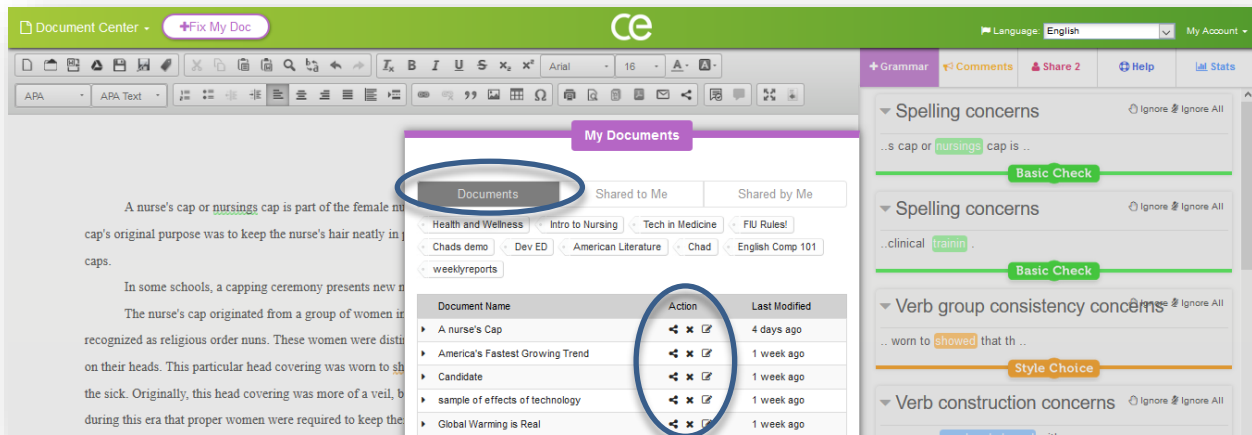 Document Center
+Fix My Doc
ce
Language: English
My Account
Arial
16
APA
APA Text
+ Grammar
Comments
Share 2
Help
Stats
A nurse's cap or nursings cap is part of the female nu
cap's original purpose was to keep the nurse's hair neatly in
caps.
In some schools, a capping ceremony presents new n
The nurse's cap originated from a group of women in
recognized as religious order nuns. These women were distin
on their heads. This particular head covering was worn to sh
the sick. Originally, this head covering was more of a veil, b
during this era that proper women were required to keep the
My Documents
Documents
Shared to Me
Shared by Me
Health and Wellness
Intro to Nursing
Tech in Medicine
FIU Rules!
Chads demo
Dev ED
American Literature
Chad
English Comp 101
weeklyreports
Document Name Action Last Modified
A nurse's Cap 4 days ago
America's Fastest Growing Trend 1 week ago
Candidate 1 week ago
sample of effects of technology 1 week ago
Global Warming is Real 1 week ago
Spelling concerns
Ignore Ignore All
..s cap or nursings cap is ..
Basic Check
Spelling concerns
Ignore Ignore All
..clinical trainin .
Basic Check
Verb group consistency concerns
Ignore Ignore All
.. worn to showed that th ..
Style Choice
Verb construction concerns
Ignore Ignore All